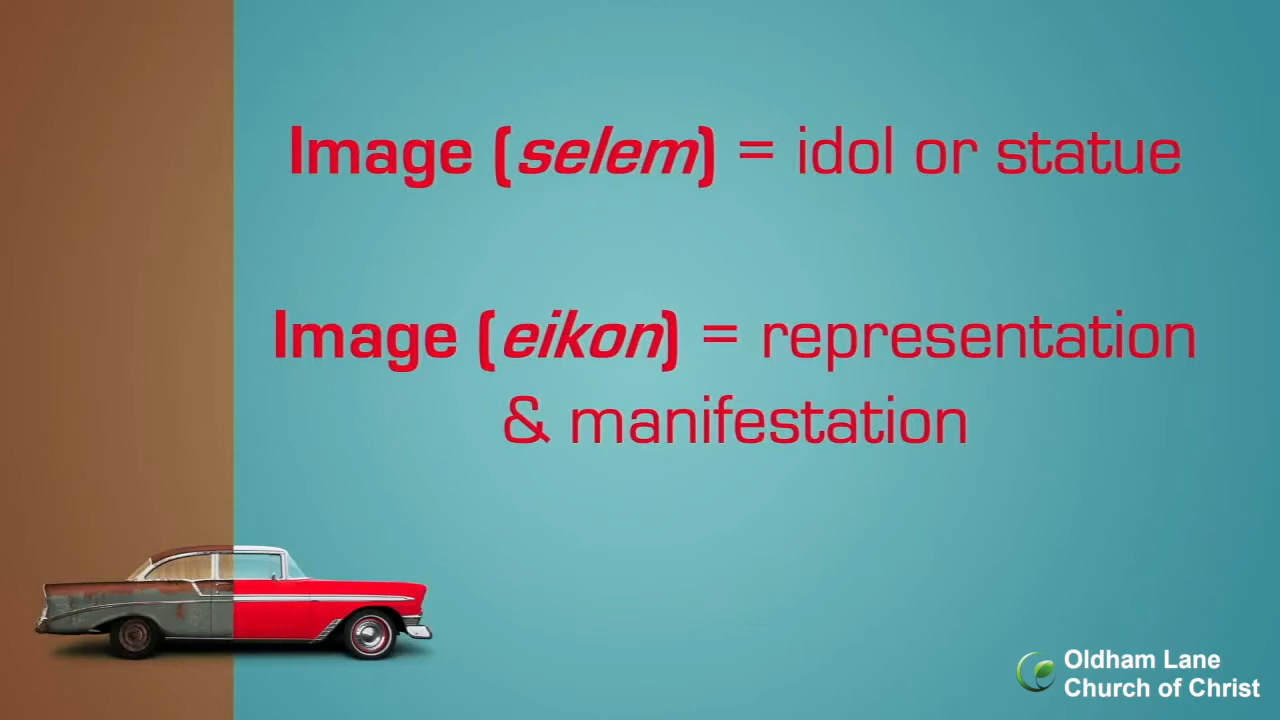 Image (selem) = idol or statue
Image (eikon) = representation
& manifestation
Oldham Lane
Church of Christ